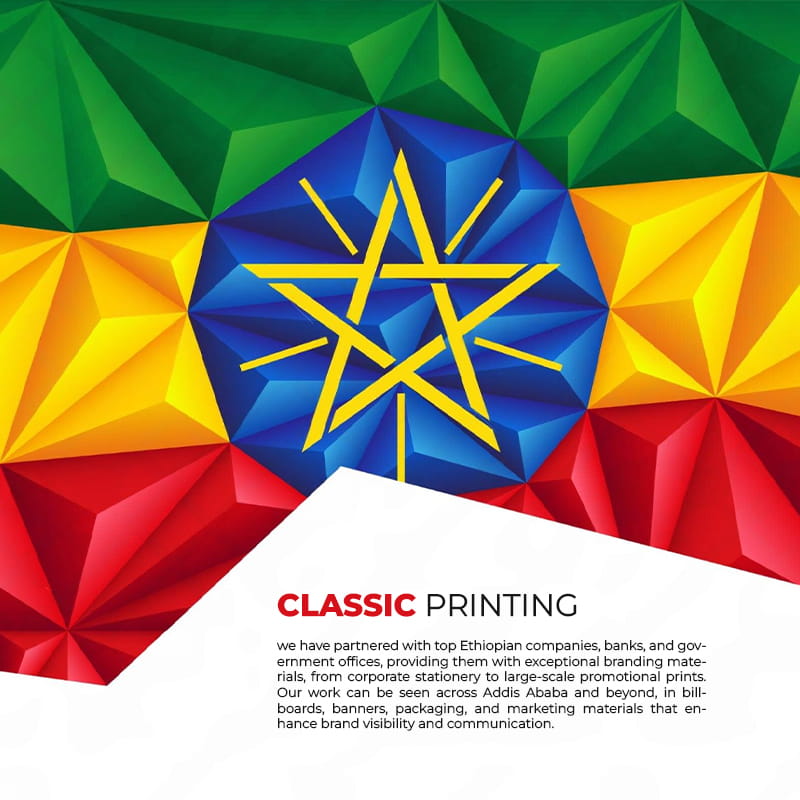 CLASSIC PRINTING
we have partnered with top Ethiopian companies, banks, and gov-
ernment offices, providing them with exceptional branding mate-
rials, from corporate stationery to large-scale promotional prints.
Our work can be seen across Addis Ababa and beyond, in bill-
boards, banners, packaging, and marketing materials that en-
hance brand visibility and communication.